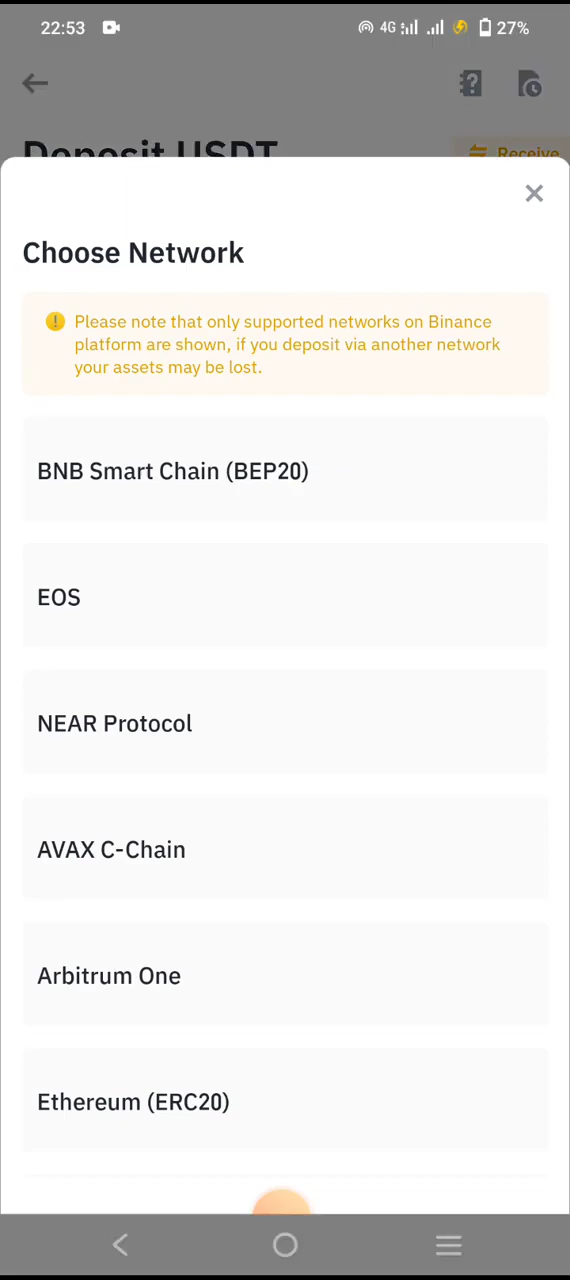 22:53 4G 27%
Deposit USDT
Receive
Choose Network
Please note that only supported networks on Binance
platform are shown, if you deposit via another network
your assets may be lost.
BNB Smart Chain (BEP20)
EOS
NEAR Protocol
AVAX C-Chain
Arbitrum One
Ethereum (ERC20)